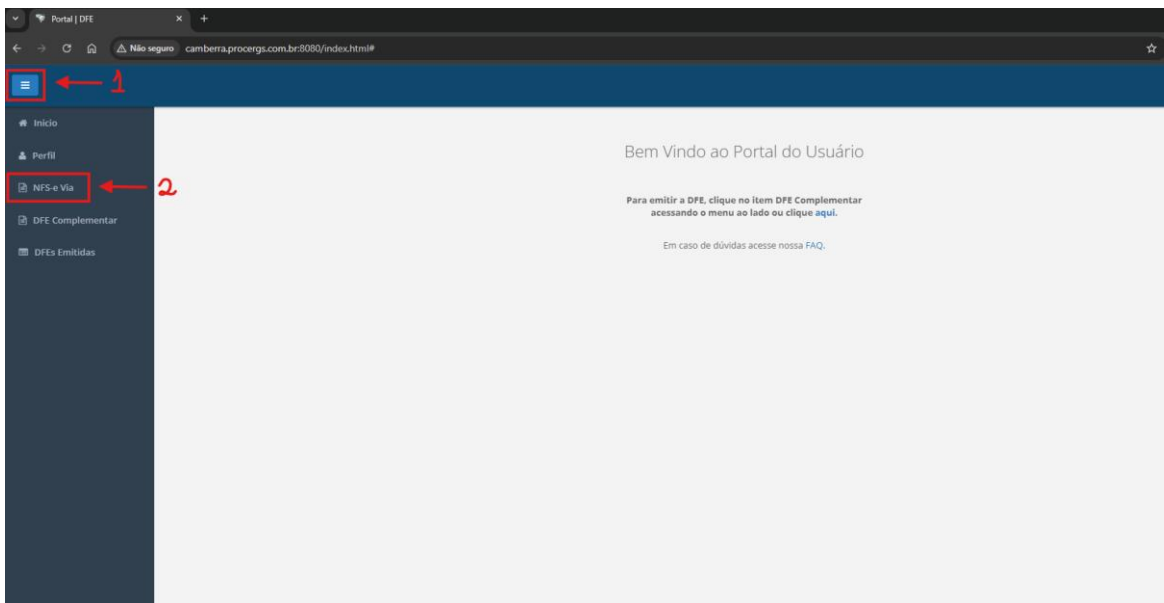 Portal | DFE
Não seguro camberra.procergs.com.br:8080/index.html#
1
Início
Perfil
NFS-e Via
2
DFE Complementar
DFEs Emitidas
Bem Vindo ao Portal do Usuário
Para emitir a DFE, clique no item DFE Complementar
acessando o menu ao lado ou clique aqui.
Em caso de dúvidas acesse nossa FAQ.